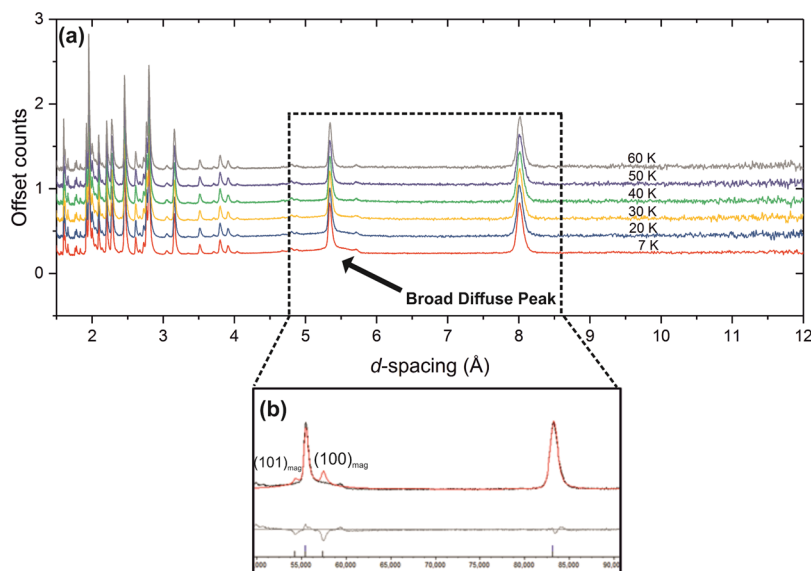 (a)
3
2
1
0
Offset counts
60 K
50 K
40 K
30 K
20 K
7 K
Broad Diffuse Peak
2 3 4 5 6 7 8 9 10 11 12
d-spacing (Å)
(b)
(101)mag
(100)mag
55,000 60,000 65,000 70,000 75,000 80,000 85,000